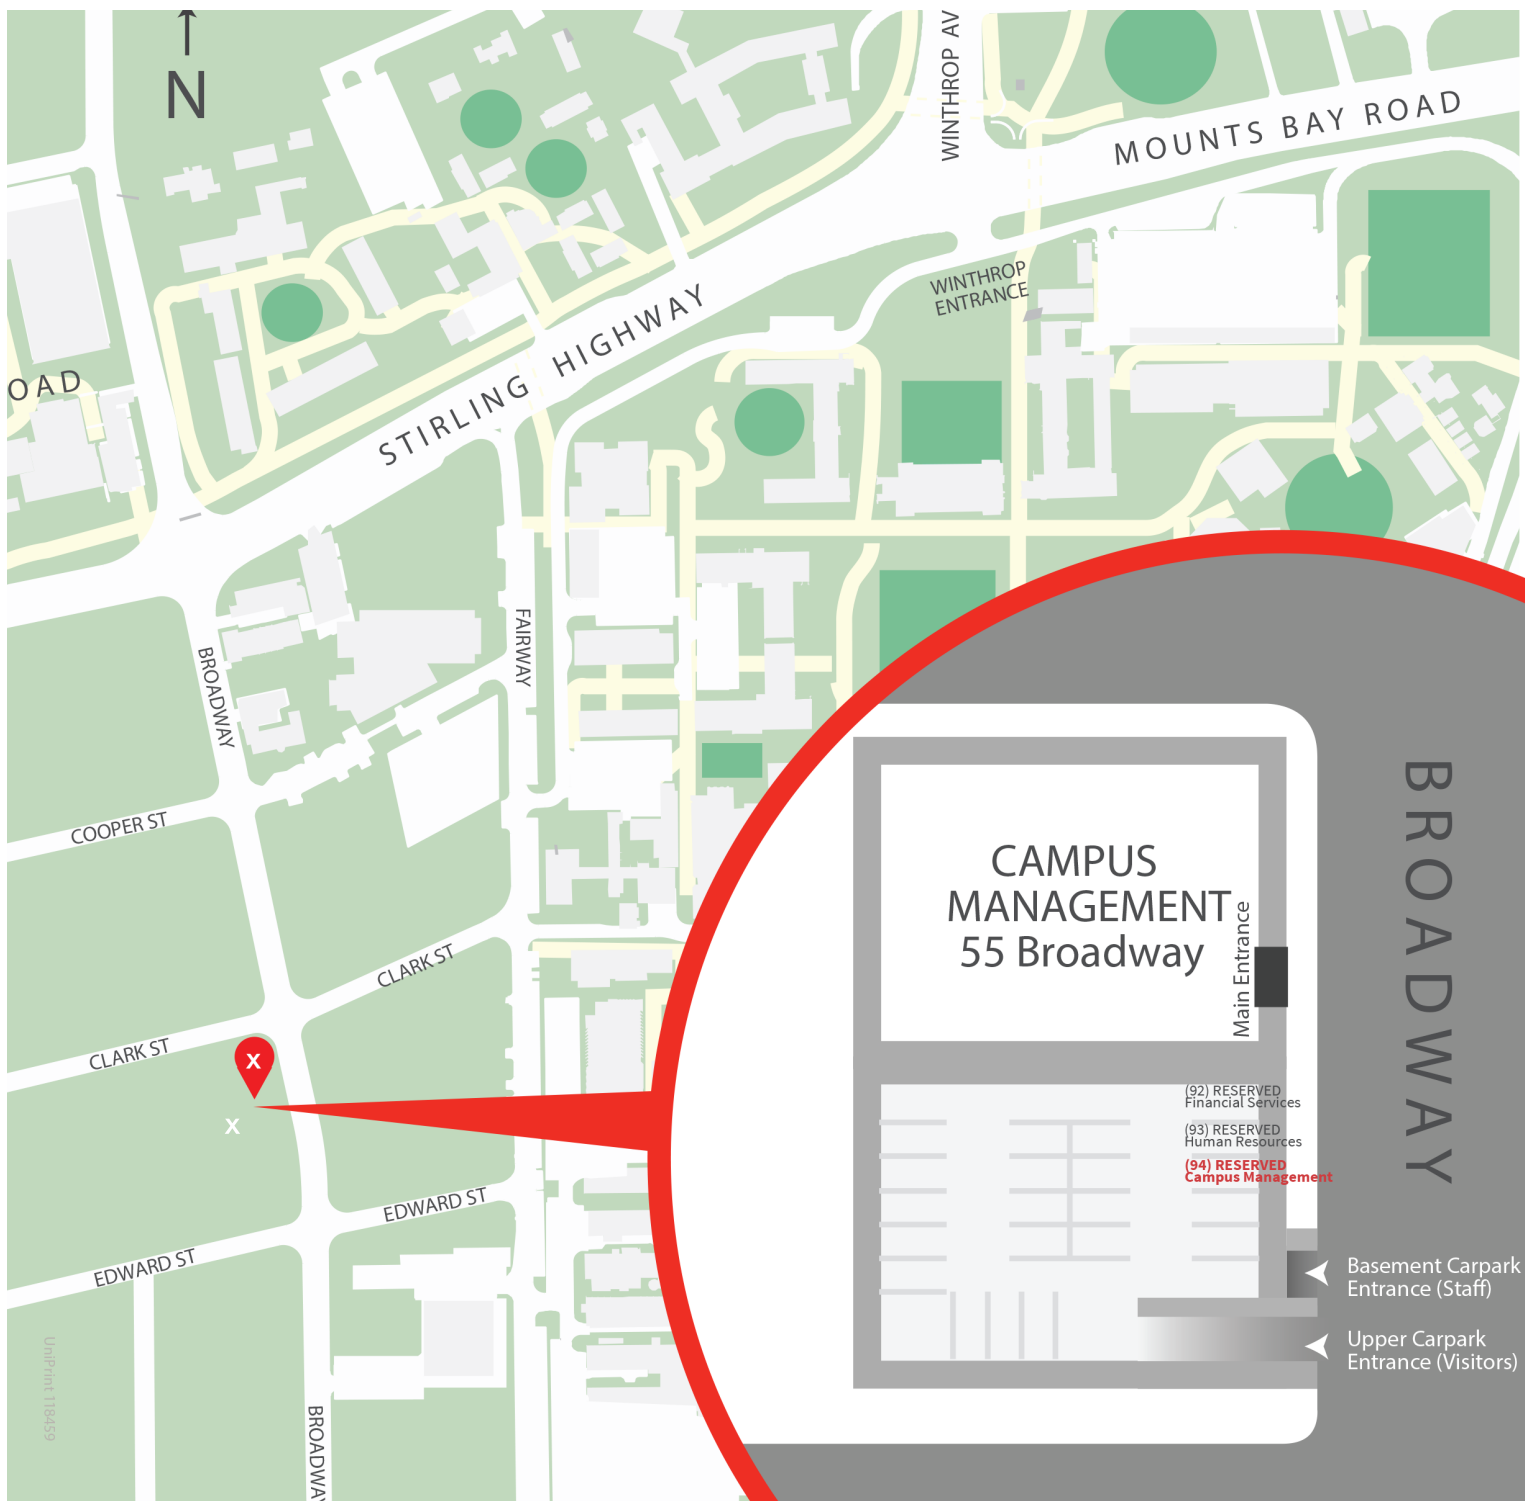 N
WINTHROP AV
MOUNTS BAY ROAD
WINTHROP
ENTRANCE
OAD
STIRLING HIGHWAY
BROADWAY
FAIRWAY
COOPER ST
CLARK ST
CLARK ST
X
X
EDWARD ST
EDWARD ST
BROADWAY
UniPrint 118459
CAMPUS
MANAGEMENT
55 Broadway
Main Entrance
BROADWAY
(92) RESERVED
Financial Services
(93) RESERVED
Human Resources
(94) RESERVED
Campus Management
Basement Carpark
Entrance (Staff)
Upper Carpark
Entrance (Visitors)